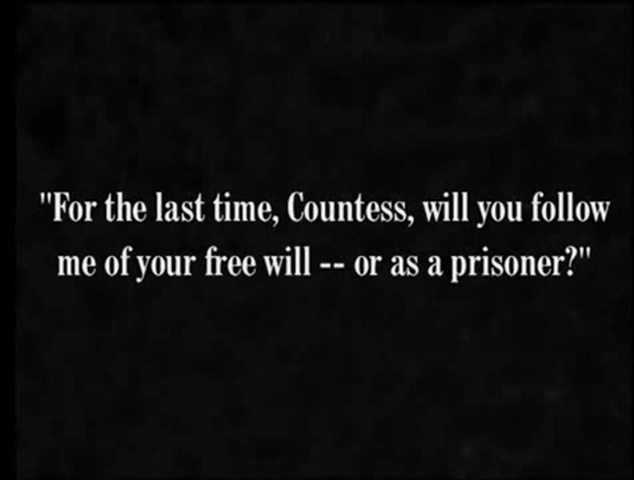 "For the last time, Countess, will you follow
me of your free will -- or as a prisoner?"